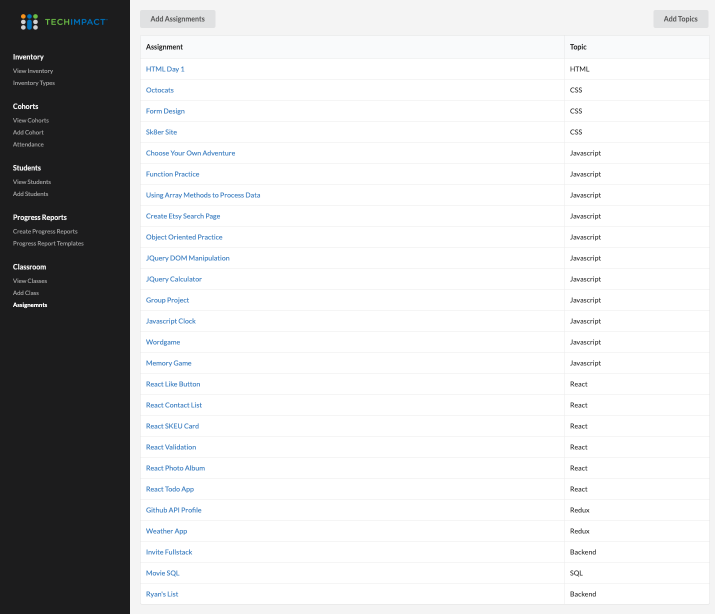 TECHIMPACT
Inventory
View Inventory
Inventory Types
Cohorts
View Cohorts
Add Cohort
Attendance
Students
View Students
Add Students
Progress Reports
Create Progress Reports
Progress Report Templates
Classroom
View Classes
Add Class
Assignemnts
Add Assignments Add Topics
Assignment Topic
HTML Day 1 HTML
Octocats CSS
Form Design CSS
Sk8er Site CSS
Choose Your Own Adventure Javascript
Function Practice Javascript
Using Array Methods to Process Data Javascript
Create Etsy Search Page Javascript
Object Oriented Practice Javascript
JQuery DOM Manipulation Javascript
JQuery Calculator Javascript
Group Project Javascript
Javascript Clock Javascript
Wordgame Javascript
Memory Game Javascript
React Like Button React
React Contact List React
React SKEU Card React
React Validation React
React Photo Album React
React Todo App React
Github API Profile Redux
Weather App Redux
Invite Fullstack Backend
Movie SQL SQL
Ryan's List Backend